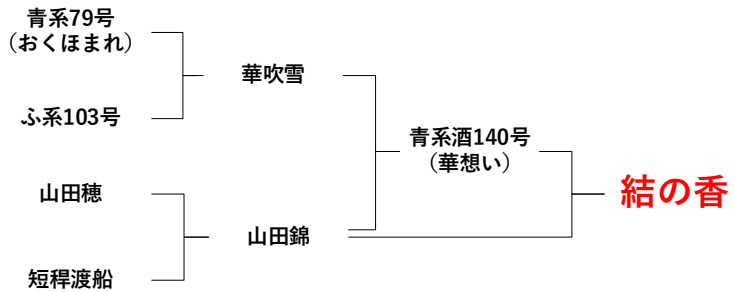 青系79号
（おくほまれ）
ふ系103号
華吹雪
山田穂
短稈渡船
山田錦
青系酒140号
（華想い）
結の香